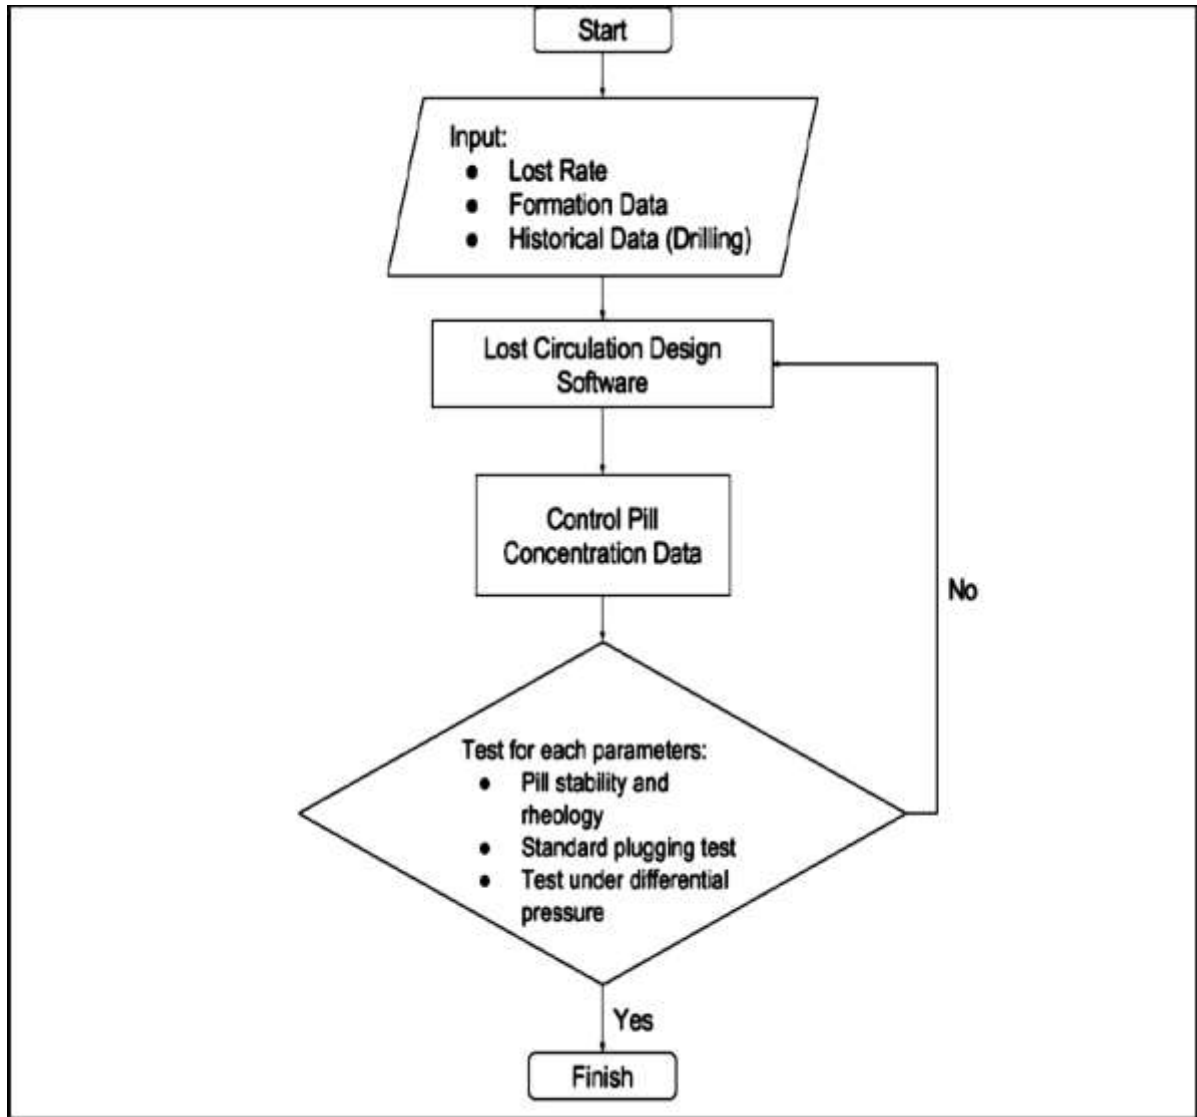 Start
Input:
● Lost Rate
● Formation Data
● Historical Data (Drilling)
Lost Circulation Design
Software
Control Pill
Concentration Data
No
Test for each parameters:
● Pill stability and
rheology
● Standard plugging test
● Test under differential
pressure
Yes
Finish